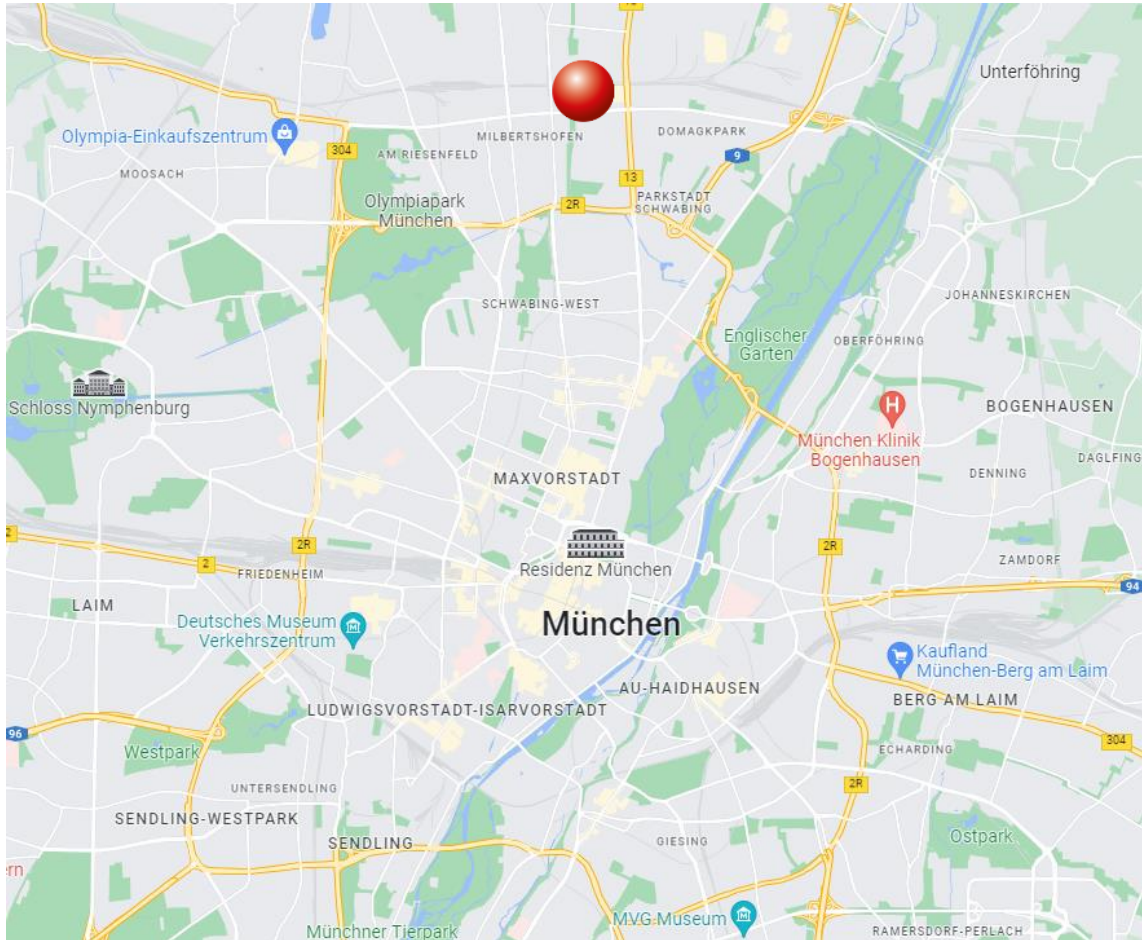 13
Unterföhring
Olympia-Einkaufszentrum
MILBERTSHOFEN
DOMAGKPARK
304
AM RIESENFELD
9
MOOSACH
13
Olympiapark
München
2R
PARKSTADT
SCHWABING
SCHWABING-WEST
JOHANNESKIRCHEN
Englischer
Garten
OBERFÖHRING
Schloss Nymphenburg
H
BOGENHAUSEN
München Klinik
Bogenhausen
DAGLFING
DENNING
MAXVORSTADT
2
2R
2R
2
ZAMDORF
Residenz München
FRIEDENHEIM
94
LAIM
Deutsches Museum
Verkehrszentrum
München
Kaufland
München-Berg am Laim
AU-HAIDHAUSEN
BERG AM LAIM
LUDWIGSVORSTADT-ISARVORSTADT
96
304
Westpark
ECHARDING
UNTERSENDLING
2R
SENDLING-WESTPARK
SENDLING
GIESING
Ostpark
ern
MVG Museum
Münchner Tierpark
RAMERSDORF-PERLACH